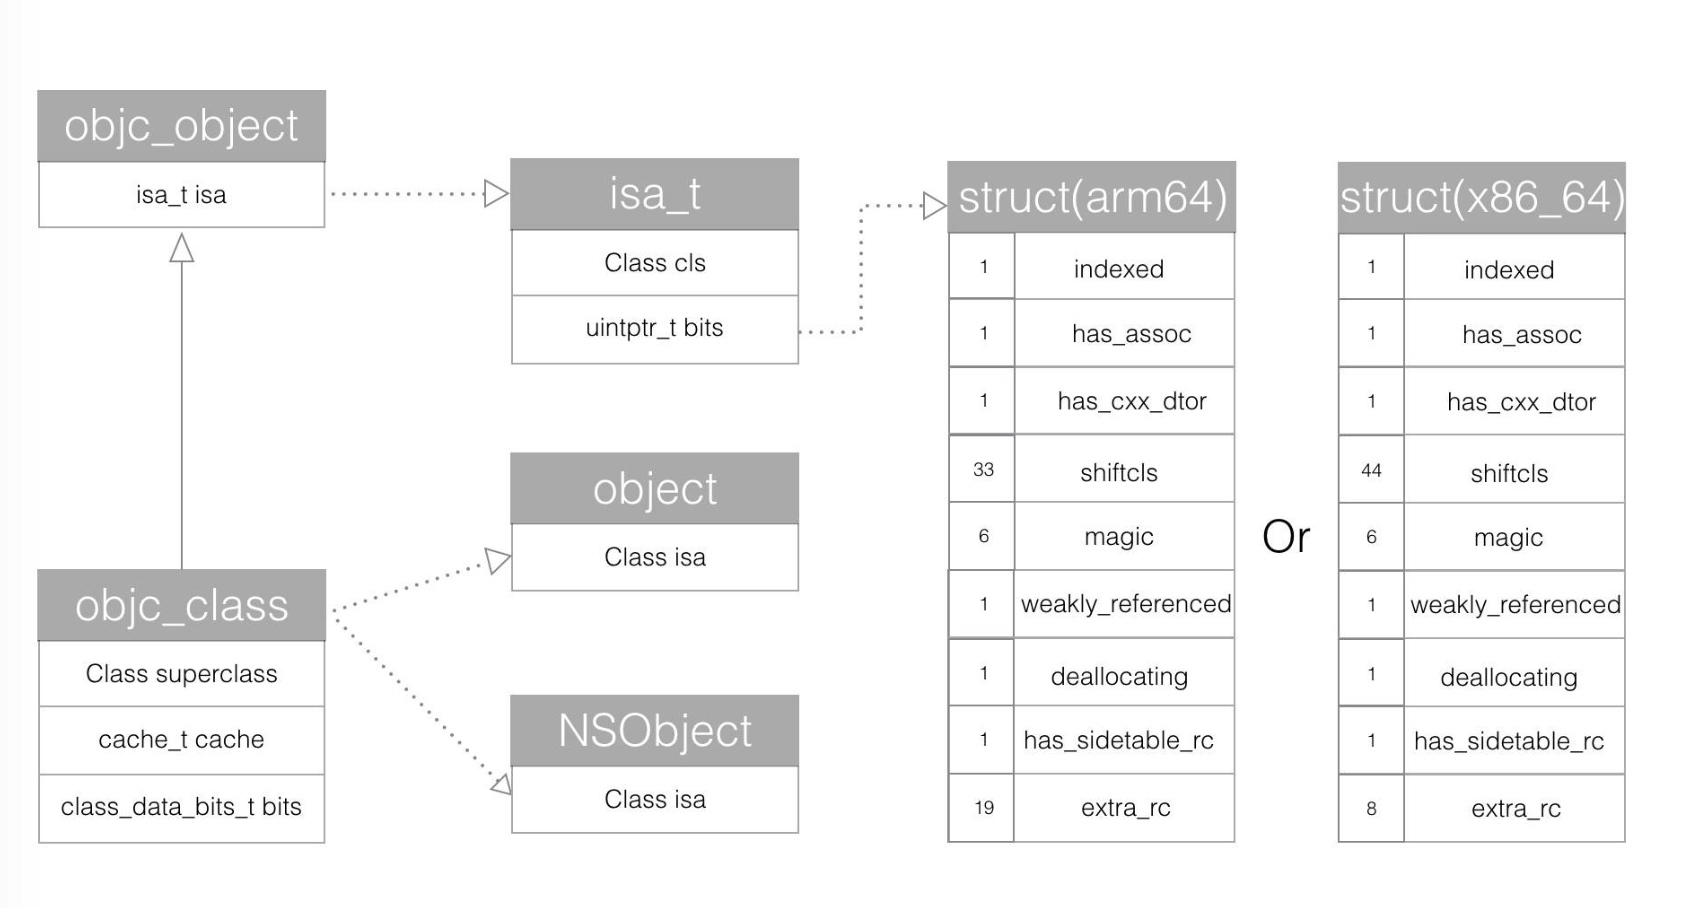 objc_object
isa_t isa
isa_t
Class cls
uintptr_t bits
object
Class isa
objc_class
Class superclass
cache_t cache
class_data_bits_t bits
NSObject
Class isa
struct(arm64)
1 indexed
1 has_assoc
1 has_cxx_dtor
33 shiftcls
6 magic
1 weakly_referenced
1 deallocating
1 has_sidetable_rc
19 extra_rc
Or
struct(x86_64)
1 indexed
1 has_assoc
1 has_cxx_dtor
44 shiftcls
6 magic
1 weakly_referenced
1 deallocating
1 has_sidetable_rc
8 extra_rc